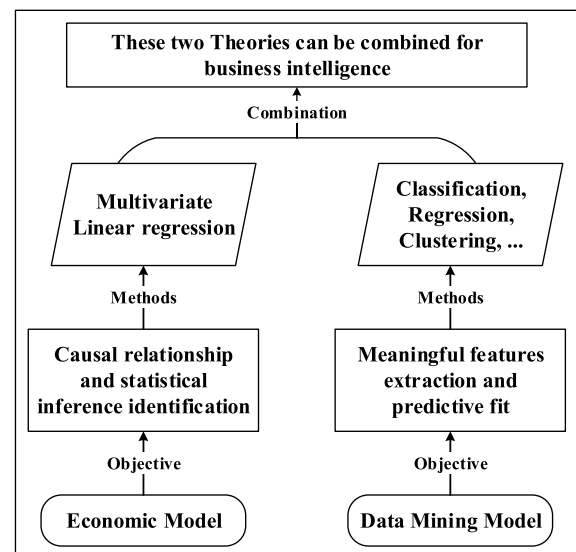 These two Theories can be combined for
business intelligence
Combination
Multivariate
Linear regression
Classification,
Regression,
Clustering, ...
Methods
Methods
Causal relationship
and statistical
inference identification
Meaningful features
extraction and
predictive fit
Objective
Objective
Economic Model
Data Mining Model